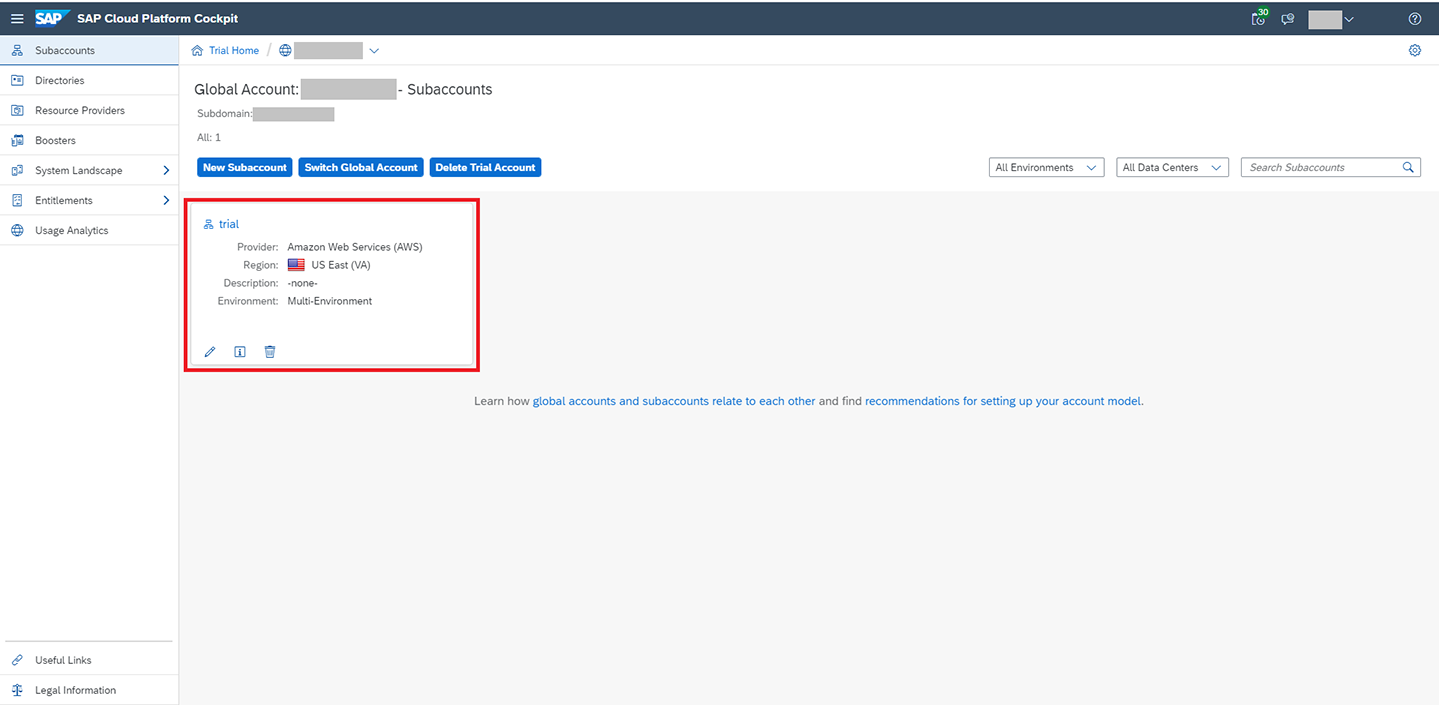 SAP SAP Cloud Platform Cockpit 30
Subaccounts
Directories
Resource Providers
Boosters
System Landscape
Entitlements
Usage Analytics
Useful Links
Legal Information
Trial Home /
Global Account: - Subaccounts
Subdomain:
All: 1
New Subaccount Switch Global Account Delete Trial Account All Environments All Data Centers Search Subaccounts
trial
Provider: Amazon Web Services (AWS)
Region: US East (VA)
Description: -none-
Environment: Multi-Environment
Learn how global accounts and subaccounts relate to each other and find recommendations for setting up your account model.